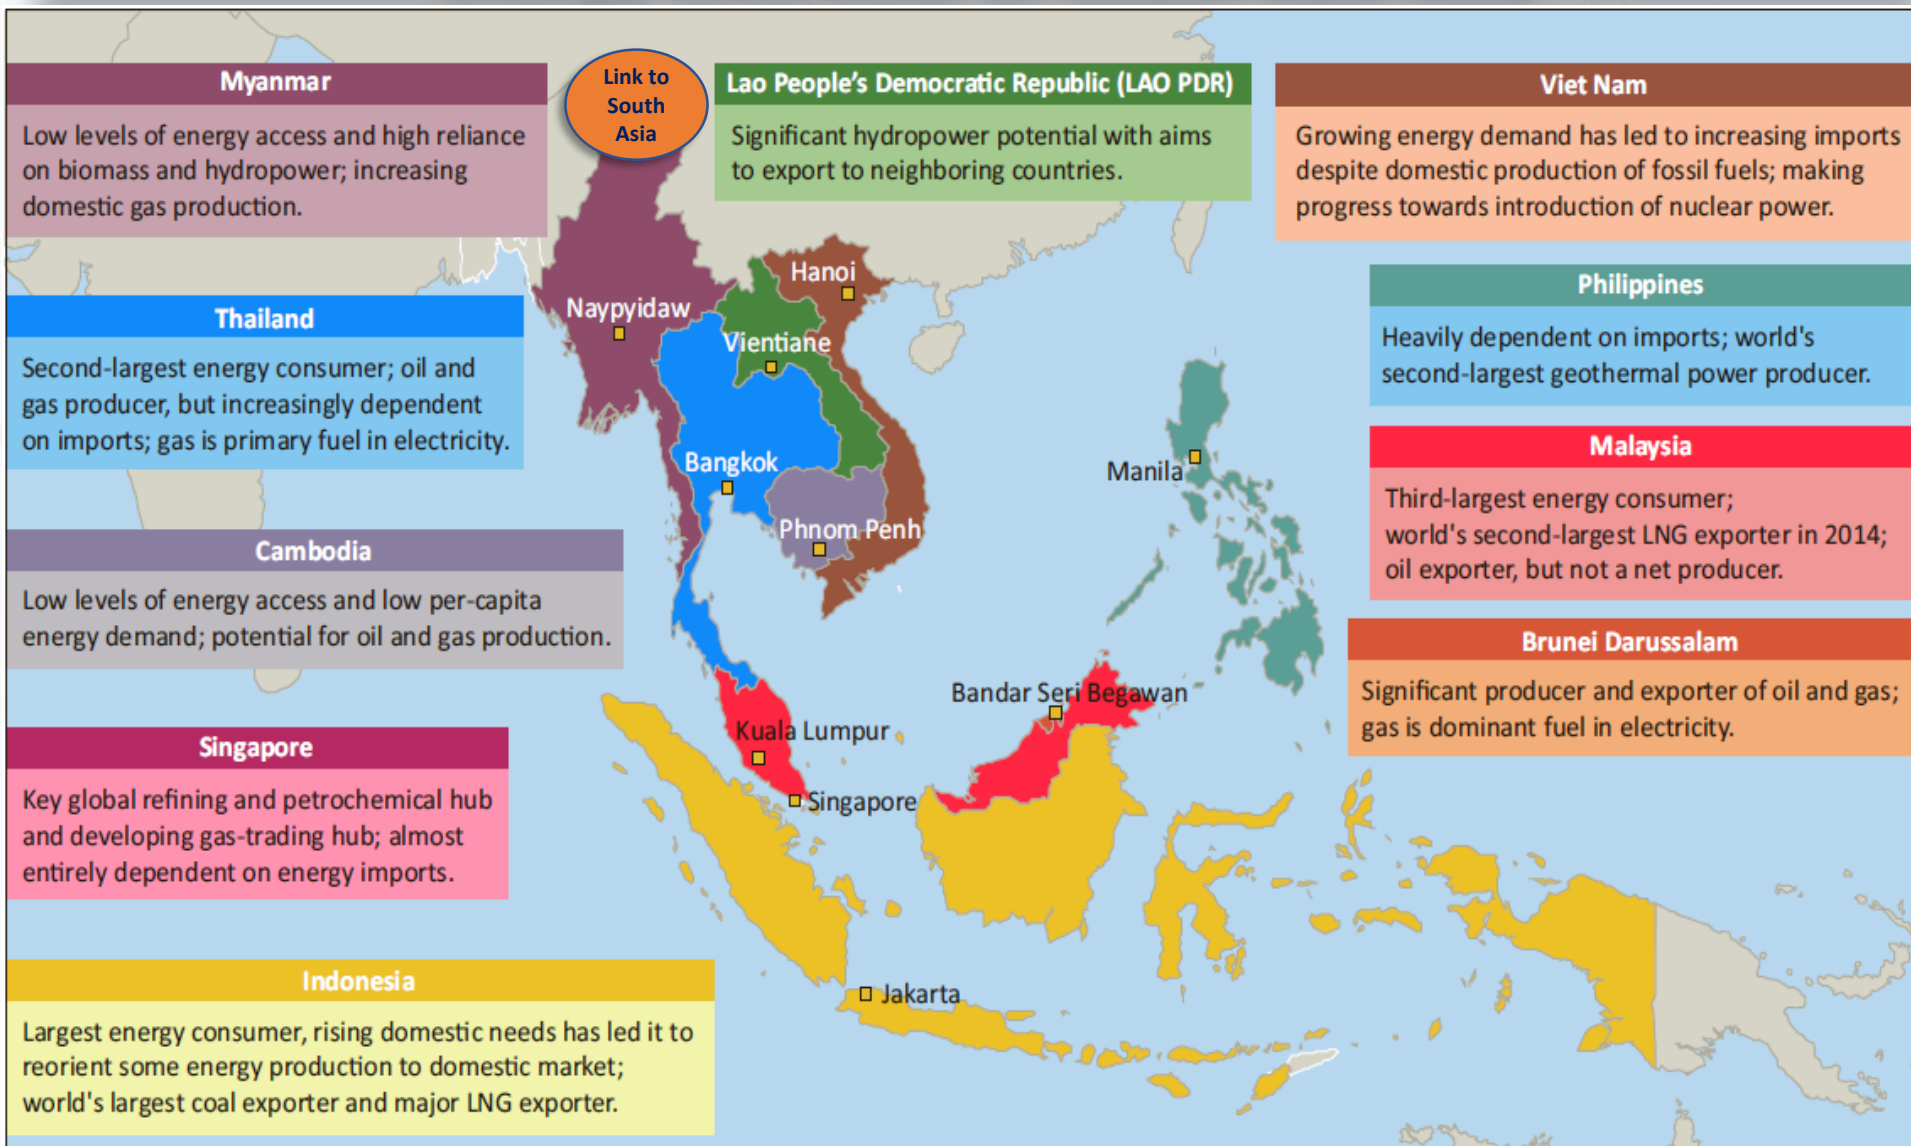 Myanmar
Low levels of energy access and high reliance
on biomass and hydropower; increasing
domestic gas production.
Link to
South
Asia
Lao People's Democratic Republic (LAO PDR)
Significant hydropower potential with aims
to export to neighboring countries.
Viet Nam
Growing energy demand has led to increasing imports
despite domestic production of fossil fuels; making
progress towards introduction of nuclear power.
Thailand
Second-largest energy consumer; oil and
gas producer, but increasingly dependent
on imports; gas is primary fuel in electricity.
Philippines
Heavily dependent on imports; world's
second-largest geothermal power producer.
Malaysia
Third-largest energy consumer;
world's second-largest LNG exporter in 2014;
oil exporter, but not a net producer.
Cambodia
Low levels of energy access and low per-capita
energy demand; potential for oil and gas production.
Brunei Darussalam
Significant producer and exporter of oil and gas;
gas is dominant fuel in electricity.
Singapore
Key global refining and petrochemical hub
and developing gas-trading hub; almost
entirely dependent on energy imports.
Indonesia
Largest energy consumer, rising domestic needs has led it to
reorient some energy production to domestic market;
world's largest coal exporter and major LNG exporter.
Hanoi
Naypyidaw
Vientiane
Bangkok
Manila
Phnom Penh
Bandar Seri Begawan
Kuala Lumpur
Singapore
Jakarta